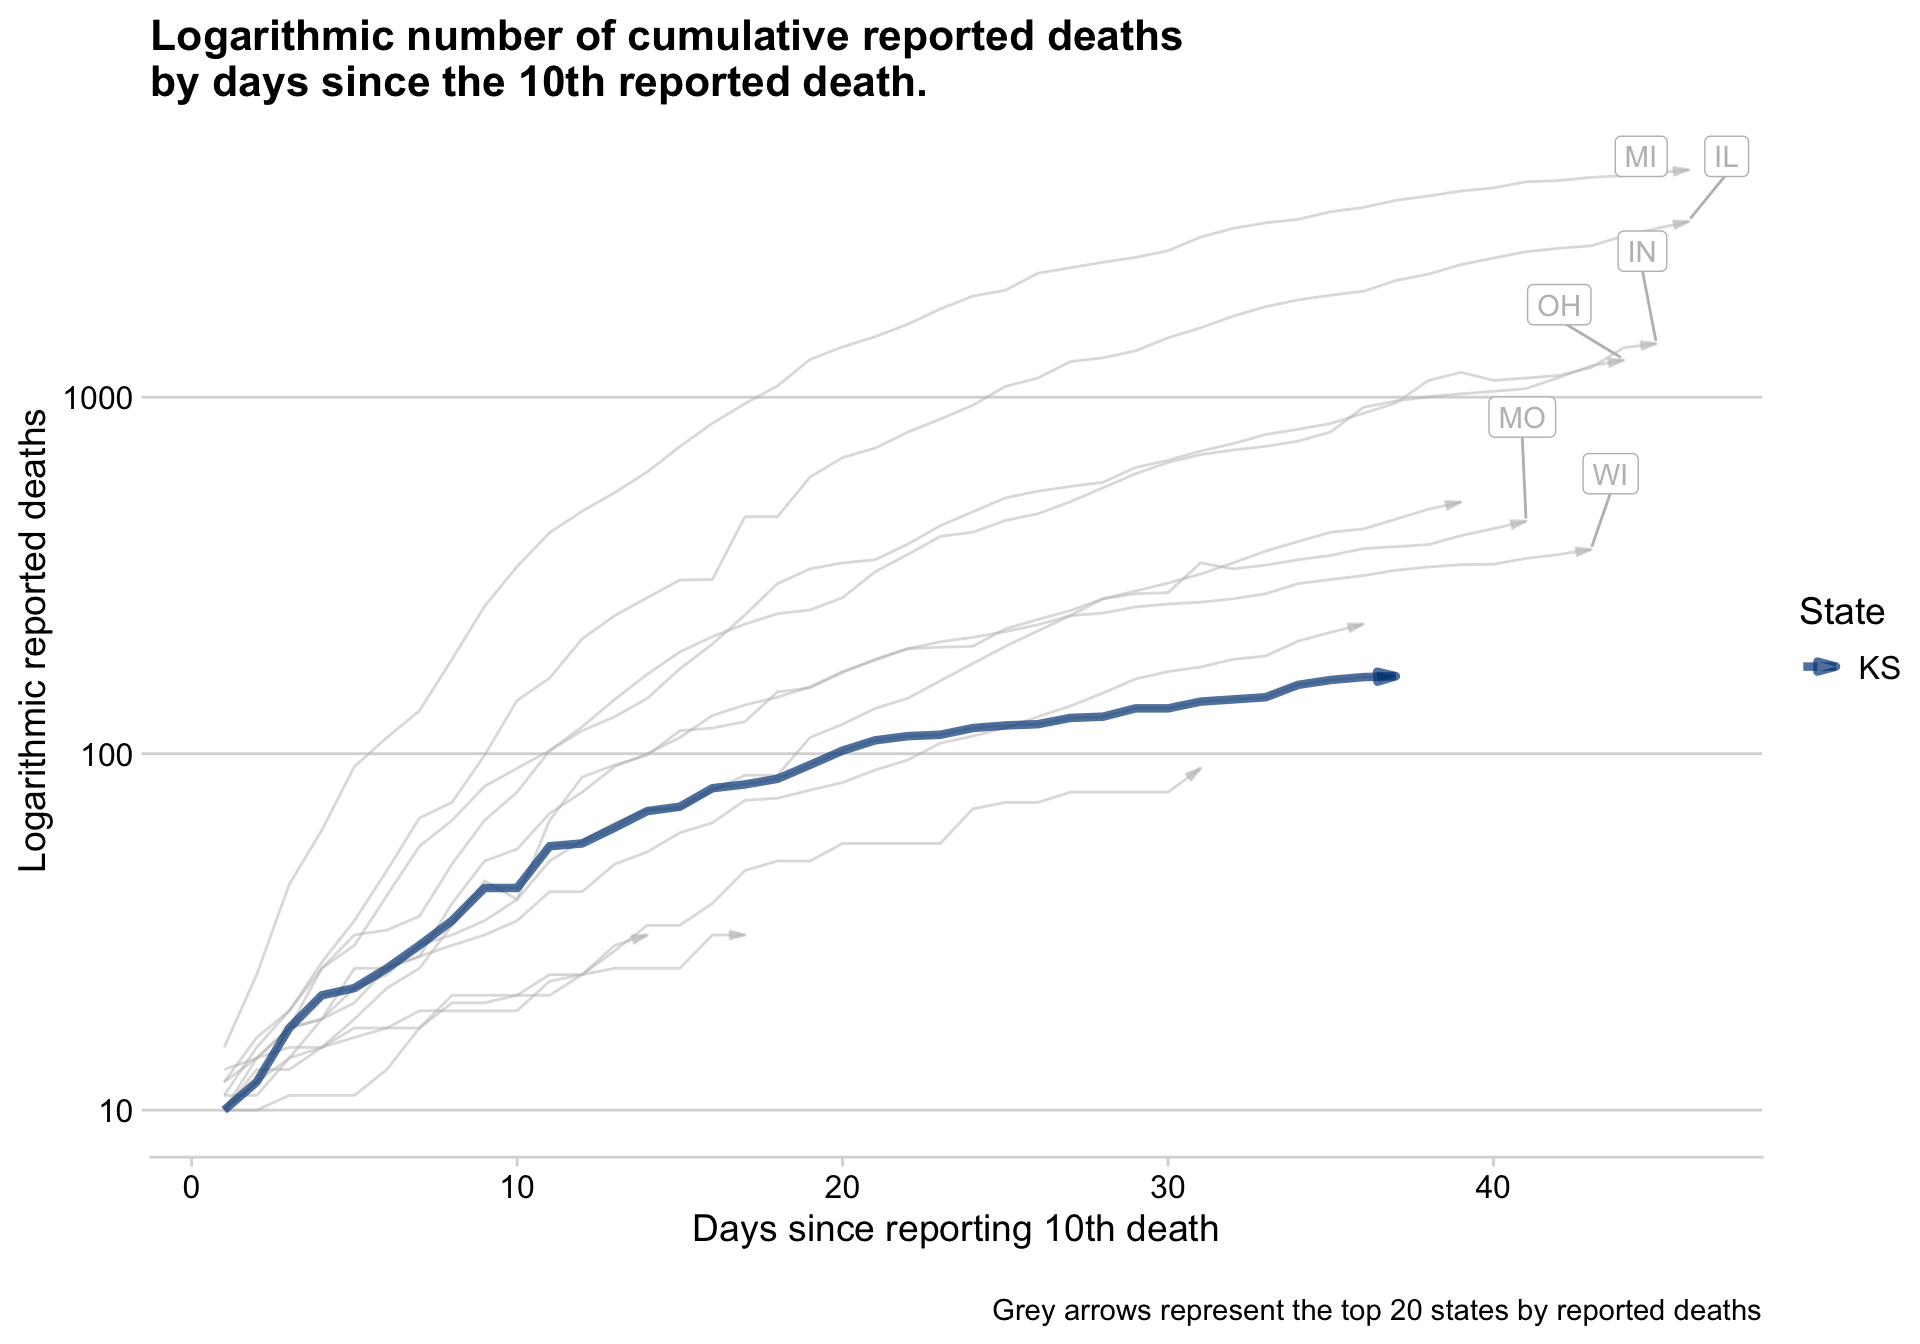 Logarithmic number of cumulative reported deaths
by days since the 10th reported death.
MI
IL
IN
OH
MO
WI
1000
100
10
Logarithmic reported deaths
State
KS
0 10 20 30 40
Days since reporting 10th death
Grey arrows represent the top 20 states by reported deaths